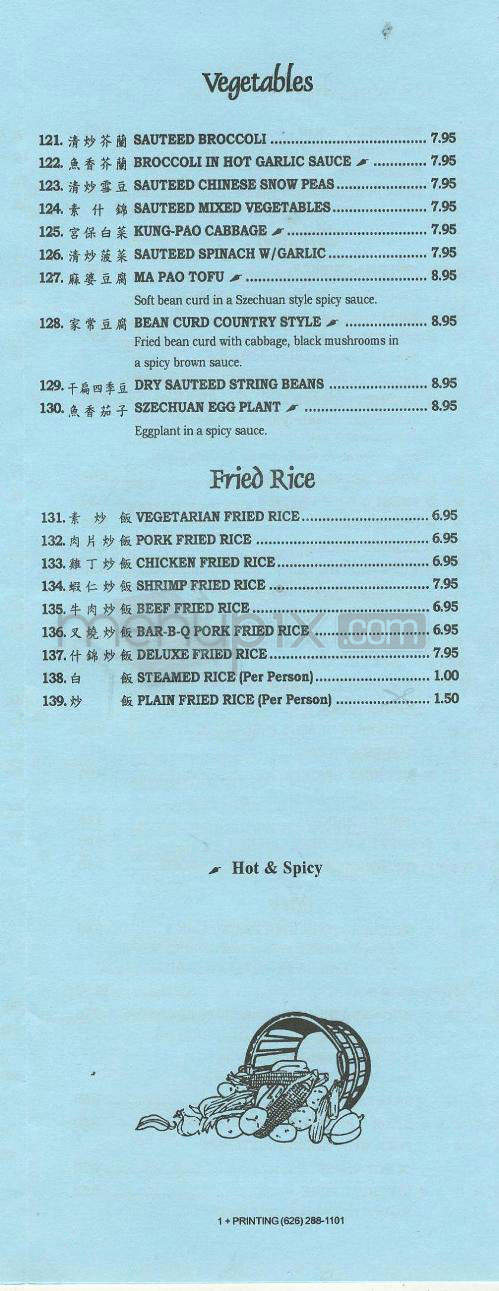 Vegetables
121. 清炒芥蘭 SAUTEED BROCCOLI ........................................ 7.95
122. 魚香芥蘭 BROCCOLI IN HOT GARLIC SAUCE .............. 7.95
123. 清炒雪豆 SAUTEED CHINESE SNOW PEAS........................ 7.95
124. 素什錦 SAUTEED MIXED VEGETABLES......................... 7.95
125. 宮保白菜 KUNG-PAO CABBAGE .................................... 7.95
126. 清炒菠菜 SAUTEED SPINACH W/GARLIC.......................... 7.95
127. 麻婆豆腐 MA PAO TOFU .............................................. 8.95
Soft bean curd in a Szechuan style spicy sauce.
128. 家常豆腐 BEAN CURD COUNTRY STYLE ..................... 8.95
Fried bean curd with cabbage, black mushrooms in
a spicy brown sauce.
129. 干扁四季豆 DRY SAUTEED STRING BEANS ......................... 8.95
130. 魚香茄子 SZECHUAN EGG PLANT ............................... 8.95
Eggplant in a spicy sauce.
Fried Rice
131. 素炒飯 VEGETARIAN FRIED RICE................................. 6.95
132. 肉片炒飯 PORK FRIED RICE ............................................ 6.95
133. 雞丁炒飯 CHICKEN FRIED RICE....................................... 6.95
134. 蝦仁炒飯 SHRIMP FRIED RICE ......................................... 7.95
135. 牛肉炒飯 BEEF FRIED RICE .............................................. 6.95
136. 叉燒炒飯 BAR-B-Q PORK FRIED RICE ............................. 6.95
137. 什錦炒飯 DELUXE FRIED RICE......................................... 7.95
138. 白飯 STEAMED RICE (Per Person)............................. 1.00
139. 炒飯 PLAIN FRIED RICE (Per Person) ........................ 1.50
menupix.com
Hot & Spicy
1 + PRINTING (626) 288-1101